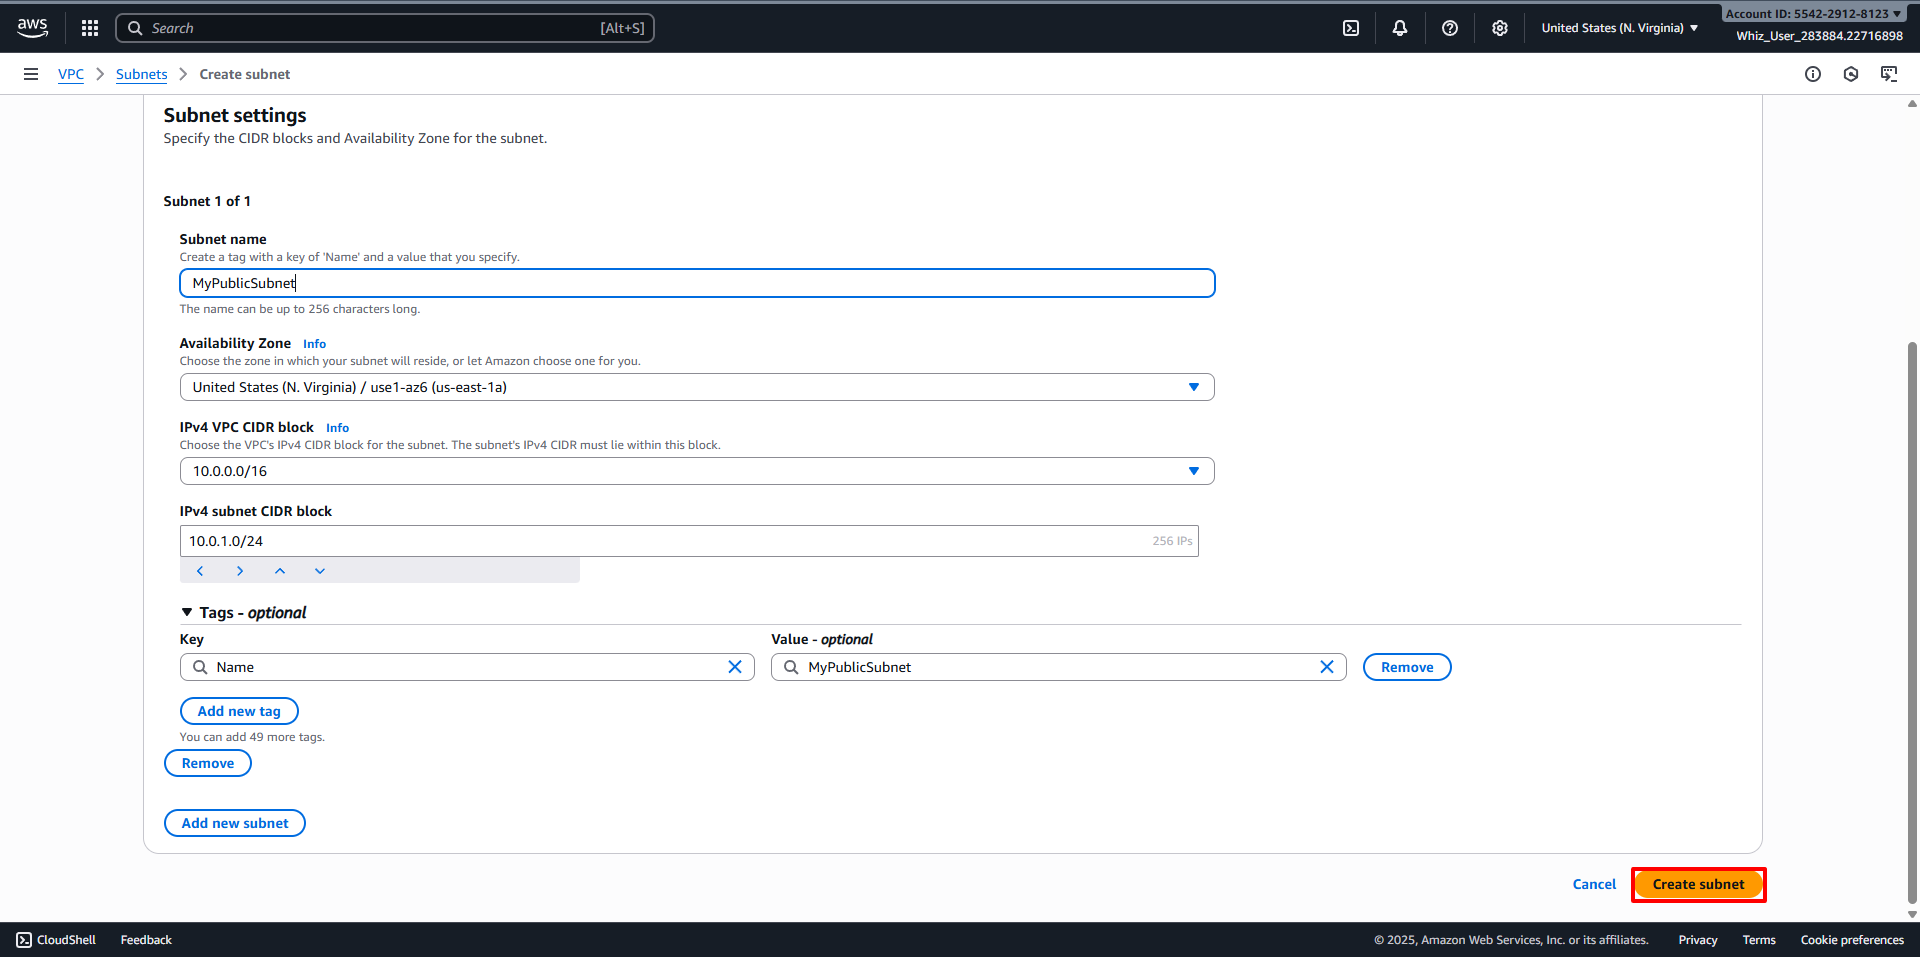 aws
Search [Alt+S]
United States (N. Virginia)
Account ID: 5542-2912-8123
Whiz_User_283884.22716898
VPC
Subnets
Create subnet
Subnet settings
Specify the CIDR blocks and Availability Zone for the subnet.
Subnet 1 of 1
Subnet name
Create a tag with a key of 'Name' and a value that you specify.
MyPublicSubnet
The name can be up to 256 characters long.
Availability Zone Info
Choose the zone in which your subnet will reside, or let Amazon choose one for you.
United States (N. Virginia) / use1-az6 (us-east-1a)
IPv4 VPC CIDR block Info
Choose the VPC's IPv4 CIDR block for the subnet. The subnet's IPv4 CIDR must lie within this block.
10.0.0.0/16
IPv4 subnet CIDR block
10.0.1.0/24 256 IPs
Tags - optional
Key Value - optional
Name MyPublicSubnet Remove
Add new tag
You can add 49 more tags.
Remove
Add new subnet
Cancel Create subnet
CloudShell Feedback © 2025, Amazon Web Services, Inc. or its affiliates. Privacy Terms Cookie preferences